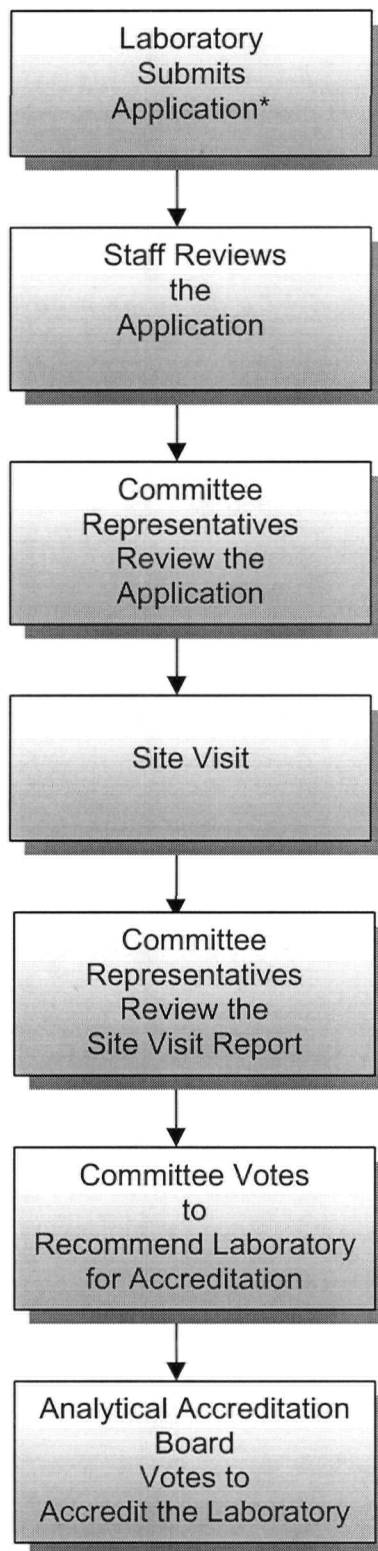 Laboratory
Submits
Application*
Staff Reviews
the
Application
Committee
Representatives
Review the
Application
Site Visit
Committee
Representatives
Review the
Site Visit Report
Committee Votes
to
Recommend Laboratory
for Accreditation
Analytical Accreditation
Board
Votes to
Accredit the Laboratory